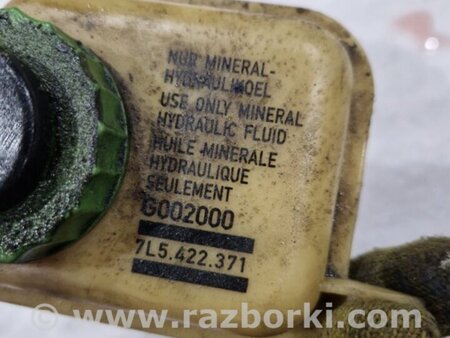 NUR MINERAL-
HYDRAULIKOEL
USE ONLY MINERAL
HYDRAULIC FLUID
HUILE MINERALE
HYDRAULIQUE
SEULEMENT
G002000
7L5.422.371
www.razborki.com